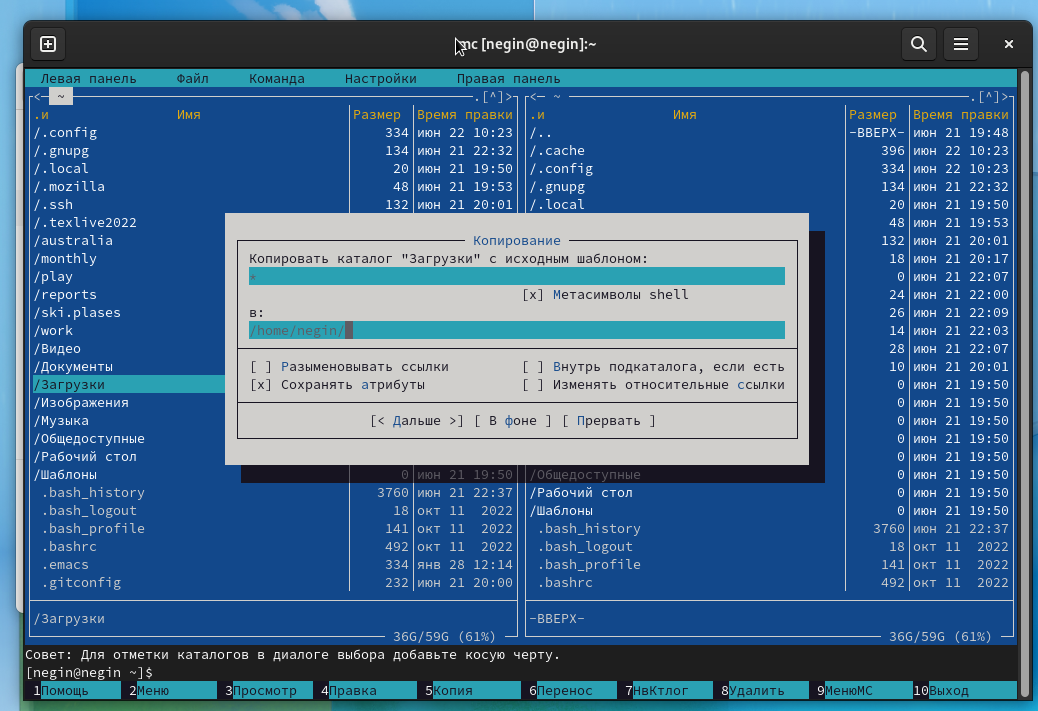 mc [negin@negin]:~
Левая панель Файл Команда Настройки Правая панель
<─ ~ ─.[^]>
.и Имя Размер Время правки
/.config 334 июн 22 10:23
/.gnupg 134 июн 21 22:32
/.local 20 июн 21 19:50
/.mozilla 48 июн 21 19:53
/.ssh 132 июн 21 20:01
/.texlive2022
/australia
/monthly
/play
/reports
/ski.plases
/work
/Видео
/Документы
/Загрузки
/Изображения
/Музыка
/Общедоступные
/Рабочий стол
/Шаблоны 0 июн 21 19:50
.bash_history 3760 июн 21 22:37
.bash_logout 18 окт 11 2022
.bash_profile 141 окт 11 2022
.bashrc 492 окт 11 2022
.emacs 334 янв 28 12:14
.gitconfig 232 июн 21 20:00
/Загрузки
36G/59G (61%)
<─ ~ ─.[^]>
.и Имя Размер Время правки
/.. -ВВЕРХ- июн 21 19:48
/.cache 396 июн 22 10:23
/.config 334 июн 22 10:23
/.gnupg 134 июн 21 22:32
/.local 20 июн 21 19:50
48 июн 21 19:53
132 июн 21 20:01
18 июн 21 20:17
0 июн 21 22:07
24 июн 21 22:00
26 июн 21 22:09
14 июн 21 22:03
28 июн 21 22:07
10 июн 21 20:01
0 июн 21 19:50
0 июн 21 19:50
0 июн 21 19:50
0 июн 21 19:50
0 июн 21 19:50
/Общедоступные 0 июн 21 19:50
/Рабочий стол 0 июн 21 19:50
/Шаблоны 0 июн 21 19:50
.bash_history 3760 июн 21 22:37
.bash_logout 18 окт 11 2022
.bash_profile 141 окт 11 2022
.bashrc 492 окт 11 2022
-ВВЕРХ-
36G/59G (61%)
Копирование
Копировать каталог "Загрузки" с исходным шаблоном:
*
[x] Метасимволы shell
в:
/home/negin/
[ ] Разыменовывать ссылки [ ] Внутрь подкаталога, если есть
[x] Сохранять атрибуты [ ] Изменять относительные ссылки
[< Дальше >] [ В фоне ] [ Прервать ]
Совет: Для отметки каталогов в диалоге выбора добавьте косую черту.
[negin@negin ~]$
1Помощь 2Меню 3Просмотр 4Правка 5Копия 6Перенос 7НвКтлог 8Удалить 9МенюMC 10Выход